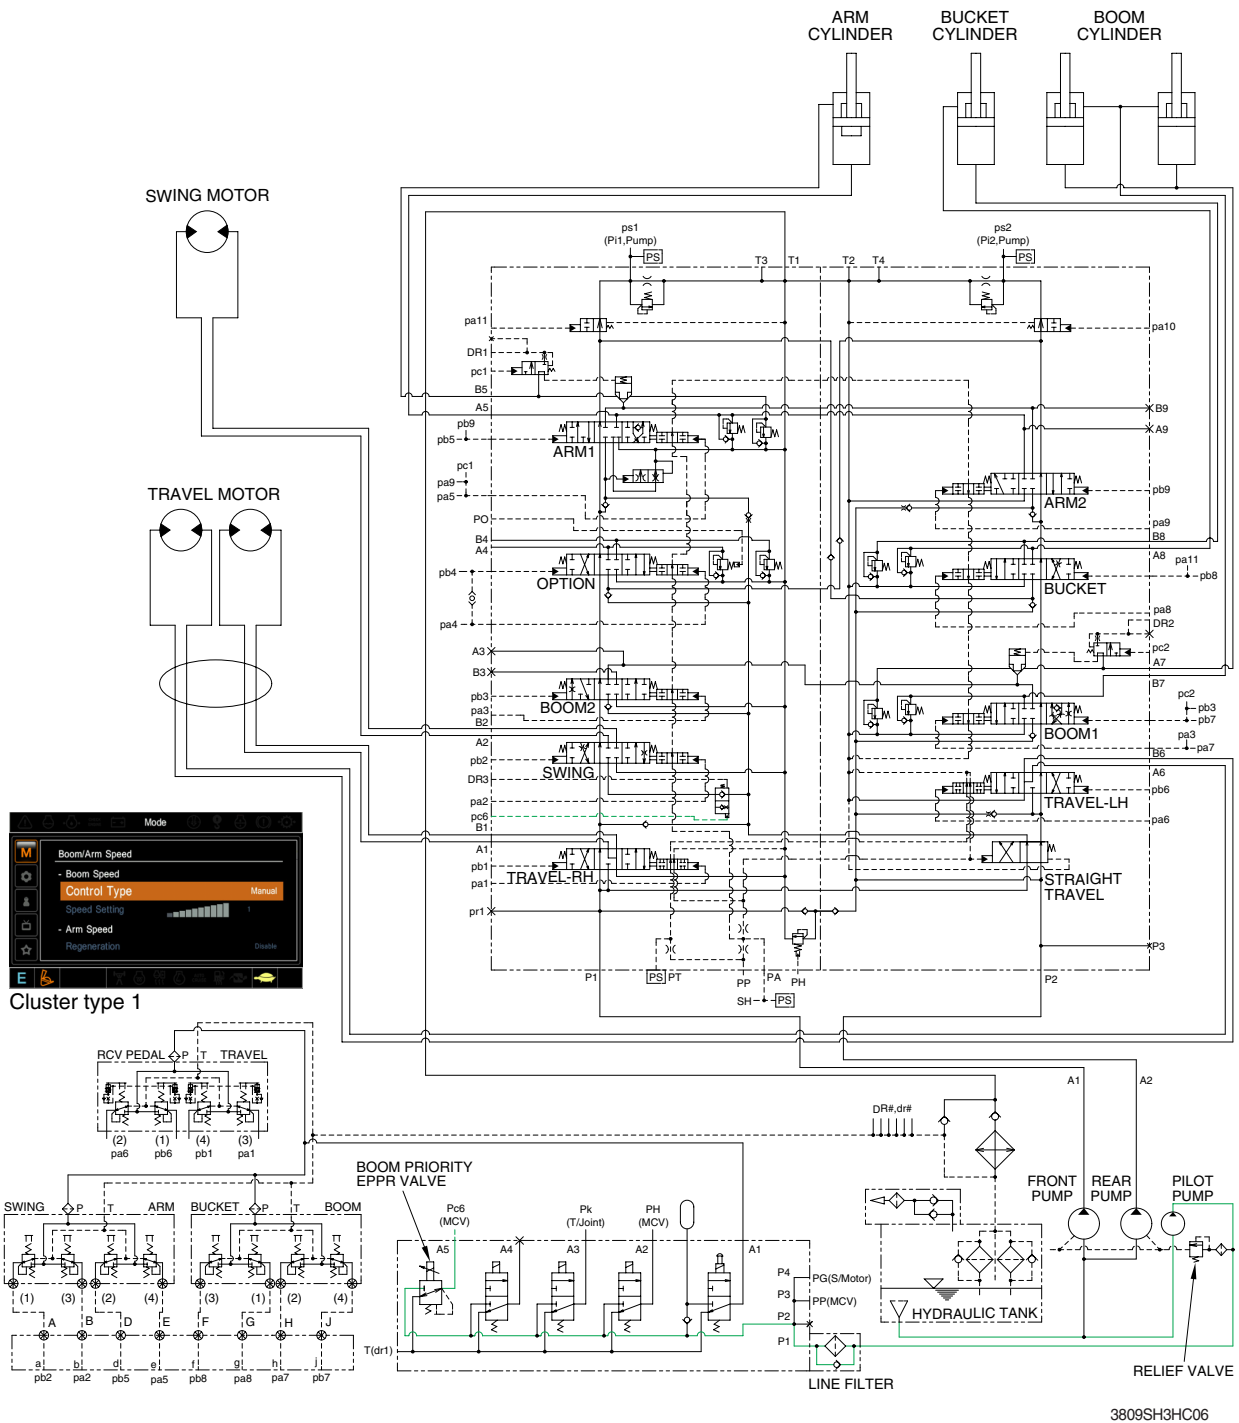 ARM
CYLINDER
BUCKET
CYLINDER
BOOM
CYLINDER
SWING MOTOR
ps1
(Pi1,Pump)
PS
ps2
(Pi2,Pump)
PS
T3
T1
T2
T4
pa11
pa10
DR1
pc1
B5
A5
B9
A9
pb9
pb5
ARM1
pc1
pa9
pa5
pb9
ARM2
TRAVEL MOTOR
PO
pa9
B4
A4
B8
A8
pa11
pb4
OPTION
pb8
BUCKET
pa4
pa8
DR2
pc2
A3
A7
B3
B7
pb3
BOOM2
pa3
B2
pc2
pb3
pb7
BOOM1
pa3
pa7
A2
B6
pb2
SWING
DR3
A6
pb6
TRAVEL-LH
pa2
pc6
B1
pa6
A1
pb1
TRAVEL-RH
pa1
STRAIGHT
TRAVEL
pr1
P3
P1
PS
PT
PP
PA
PH
P2
SH
PS
Mode
M
Boom/Arm Speed
- Boom Speed
Control Type
Manual
Speed Setting
1
- Arm Speed
Regeneration
Disable
E
Cluster type 1
RCV PEDAL
P
T
TRAVEL
(2)
(1)
(4)
(3)
pa6
pb6
pb1
pa1
A1
A2
DR#,dr#
BOOM PRIORITY
EPPR VALVE
FRONT
PUMP
REAR
PUMP
PILOT
PUMP
SWING
P
T
ARM
BUCKET
P
T
BOOM
Pc6
(MCV)
Pk
(T/Joint)
PH
(MCV)
A5
A4
A3
A2
A1
P4
PG(S/Motor)
P3
PP(MCV)
P2
P1
HYDRAULIC TANK
(1)
(3)
(2)
(4)
(3)
(1)
(2)
(4)
A
B
D
E
F
G
H
J
T(dr1)
a
b
d
e
f
g
h
j
pb2
pa2
pb5
pa5
pb8
pa8
pa7
pb7
LINE FILTER
RELIEF VALVE
3809SH3HC06